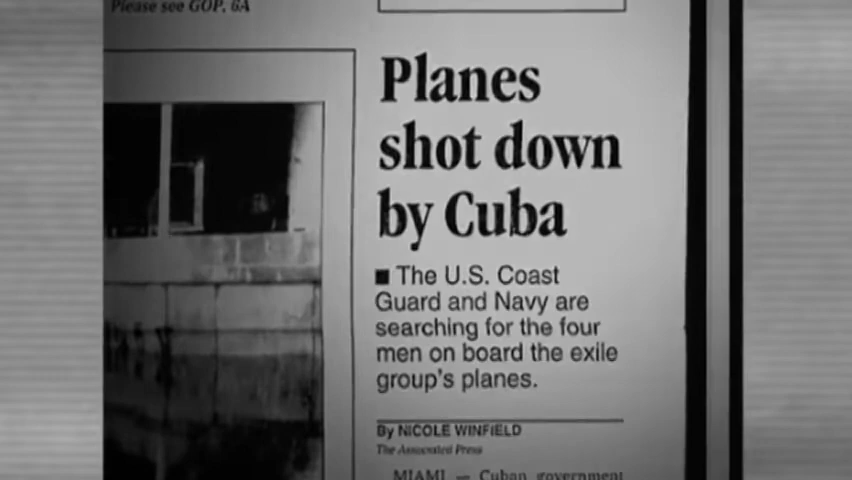 Please see GOP, 6A
Planes
shot down
by Cuba
■ The U.S. Coast
Guard and Navy are
searching for the four
men on board the exile
group's planes.
By NICOLE WINFIELD
The Associated Press
MIAMI — Cuban government